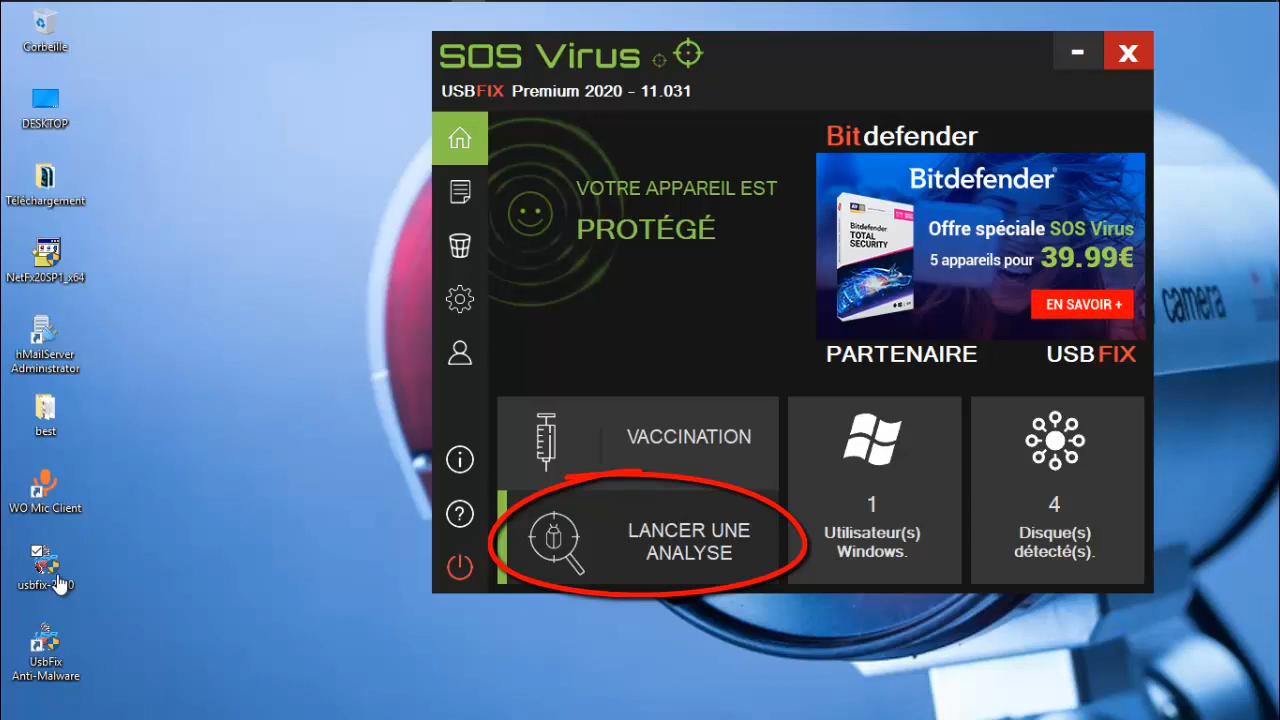 Corbeille
DESKTOP
Téléchargement
NetFx20SP1_x64
hMailServer
Administrator
best
WO Mic Client
UsbFix
Anti-Malware
SOS Virus
USBFIX Premium 2020 - 11.031
- X
VOTRE APPAREIL EST
PROTÉGÉ
Bitdefender
Bitdefender
Offre spéciale SOS Virus
5 appareils pour 39.99€
EN SAVOIR +
Bitdefender
TOTAL
SECURITY
PARTENAIRE USBFIX
VACCINATION
LANCER UNE
ANALYSE
1
Utilisateur(s)
Windows.
4
Disque(s)
détecté(s).
camera